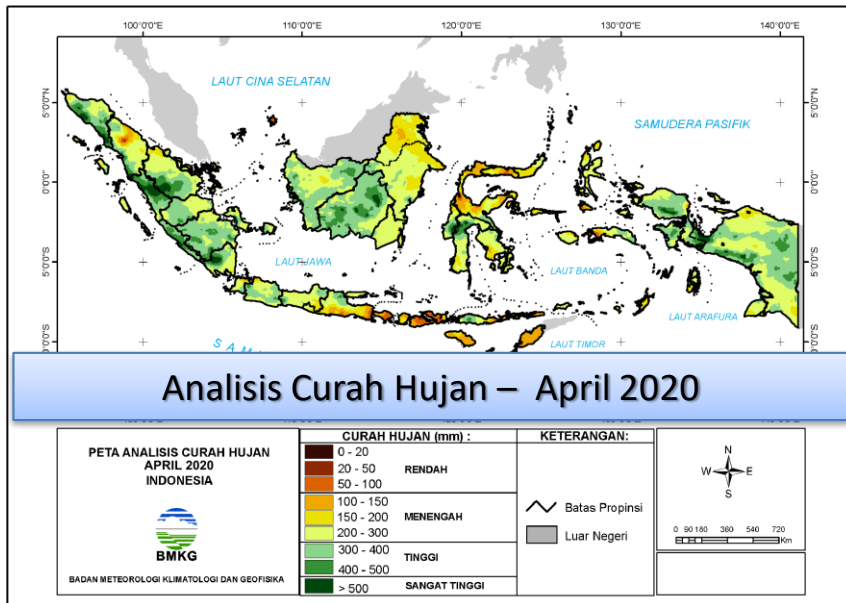 100°0'0"E 110°0'0"E 120°0'0"E 130°0'0"E 140°0'0"E
LAUT CINA SELATAN
SAMUDERA PASIFIK
5°0'0"N 5°0'0"N
0°0'0" 0°0'0"
LAUT JAWA
LAUT BANDA
5°0'0"S 5°0'0"S
LAUT ARAFURA
LAUT TIMOR
Analisis Curah Hujan – April 2020
PETA ANALISIS CURAH HUJAN
APRIL 2020
INDONESIA
BMKG
BADAN METEOROLOGI KLIMATOLOGI DAN GEOFISIKA
CURAH HUJAN (mm) :
0 - 20
20 - 50 RENDAH
50 - 100
100 - 150
150 - 200 MENENGAH
200 - 300
300 - 400 TINGGI
400 - 500
> 500 SANGAT TINGGI
KETERANGAN:
Batas Propinsi
Luar Negeri
N
W E
S
0 90 180 360 540 720
Km